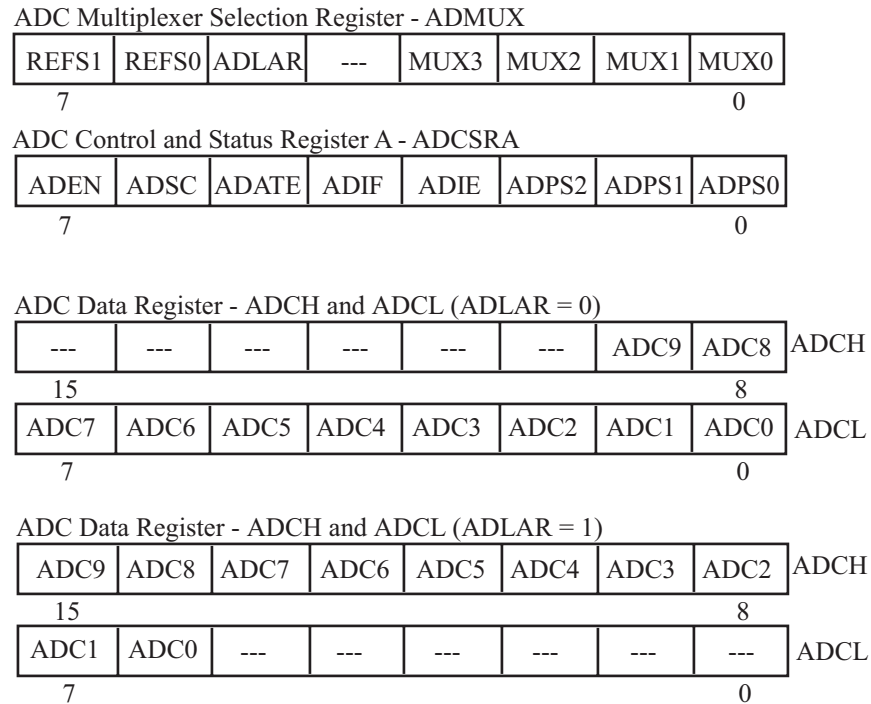 ADC Multiplexer Selection Register - ADMUX
REFS1 REFS0 ADLAR --- MUX3 MUX2 MUX1 MUX0
7 0
ADC Control and Status Register A - ADCSRA
ADEN ADSC ADATE ADIF ADIE ADPS2 ADPS1 ADPS0
7 0
ADC Data Register - ADCH and ADCL (ADLAR = 0)
--- --- --- --- --- --- ADC9 ADC8 ADCH
15 8
ADC7 ADC6 ADC5 ADC4 ADC3 ADC2 ADC1 ADC0 ADCL
7 0
ADC Data Register - ADCH and ADCL (ADLAR = 1)
ADC9 ADC8 ADC7 ADC6 ADC5 ADC4 ADC3 ADC2 ADCH
15 8
ADC1 ADC0 --- --- --- --- --- --- ADCL
7 0